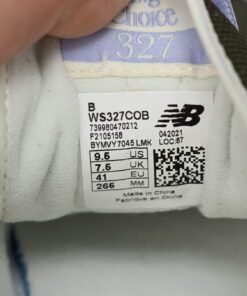 Choice
327
B
WS327COB
739980470212
F2105158
BYMVY7045 LMK
042021
LOC:87
nb
9.5 US
7.5 UK
41 EU
266 MM
Made in China
Fabriqué en Chine